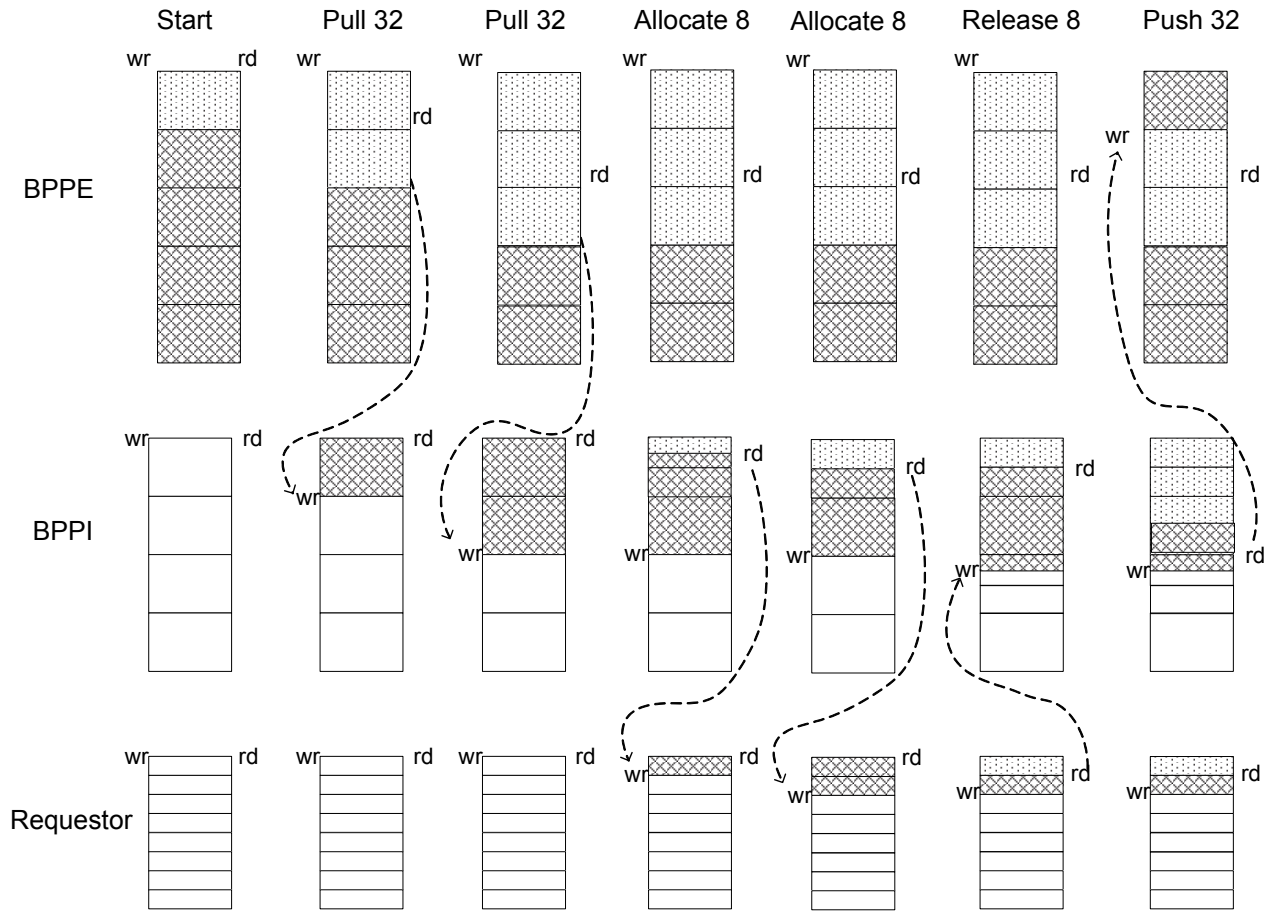 Start Pull 32 Pull 32 Allocate 8 Allocate 8 Release 8 Push 32
wr rd wr wr wr wr wr
rd
wr
BPPE rd rd rd rd rd
wr rd rd rd
rd rd rd
wr
BPPI wr wr wr wr wr rd
wr rd wr rd wr rd rd rd rd rd
wr wr wr wr
Requestor